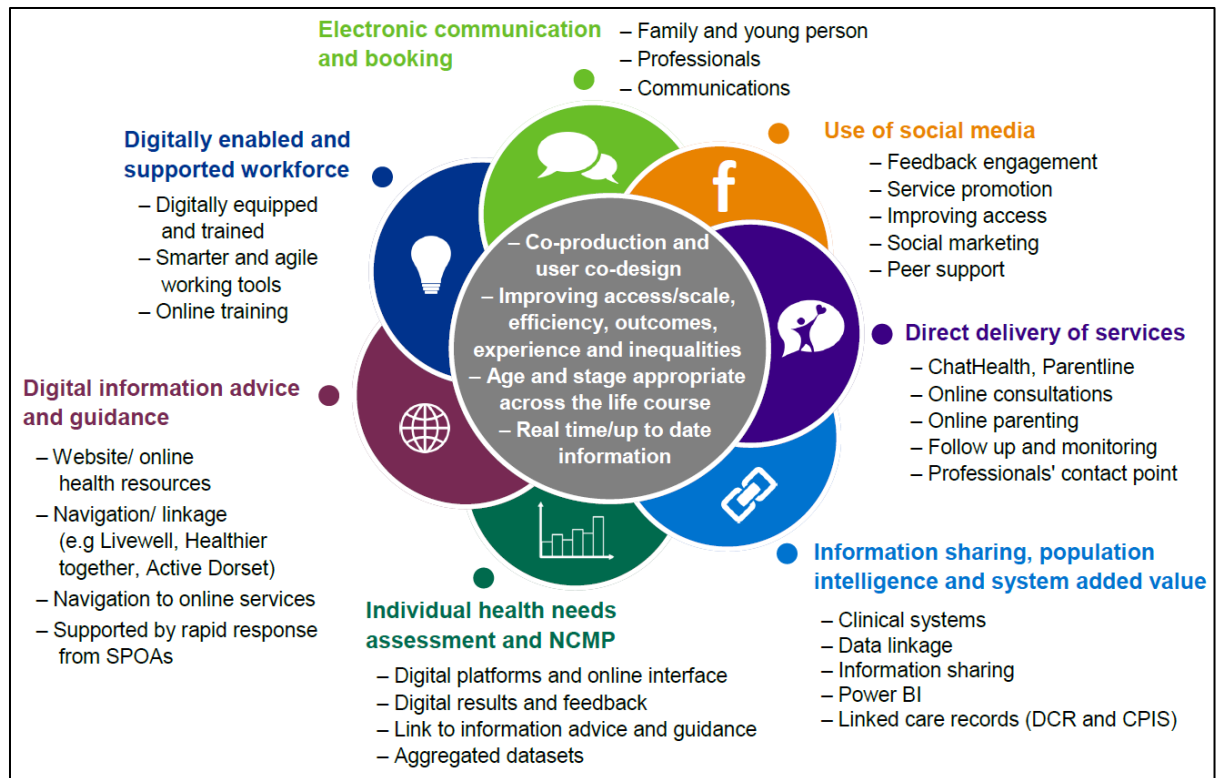 Electronic communication
and booking
– Family and young person
– Professionals
– Communications
Use of social media
– Feedback engagement
– Service promotion
– Improving access
– Social marketing
– Peer support
Direct delivery of services
– ChatHealth, Parentline
– Online consultations
– Online parenting
– Follow up and monitoring
– Professionals' contact point
Information sharing, population
intelligence and system added value
– Clinical systems
– Data linkage
– Information sharing
– Power BI
– Linked care records (DCR and CPIS)
Individual health needs
assessment and NCMP
– Digital platforms and online interface
– Digital results and feedback
– Link to information advice and guidance
– Aggregated datasets
Digital information advice
and guidance
– Website/ online
health resources
– Navigation/ linkage
(e.g Livewell, Healthier
together, Active Dorset)
– Navigation to online services
– Supported by rapid response
from SPOAs
Digitally enabled and
supported workforce
– Digitally equipped
and trained
– Smarter and agile
working tools
– Online training
f
– Co-production and
user co-design
– Improving access/scale,
efficiency, outcomes,
experience and inequalities
– Age and stage appropriate
across the life course
– Real time/up to date
information